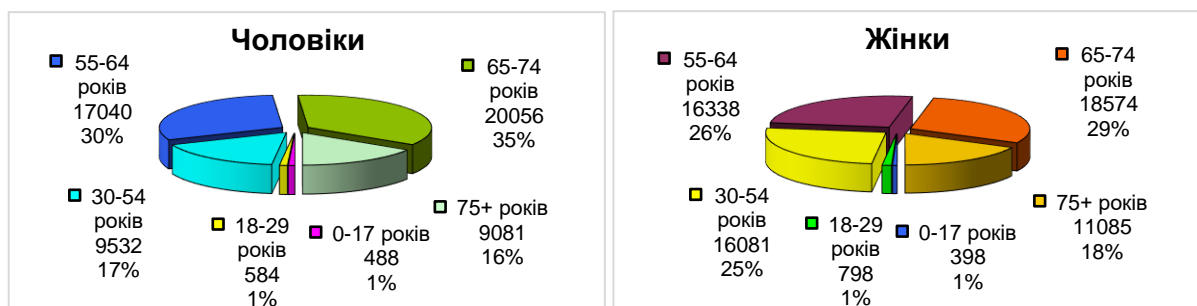 Чоловіки
55-64
років
17040
30%
65-74
років
20056
35%
30-54
років
9532
17%
18-29
років
584
1%
0-17 років
488
1%
75+ років
9081
16%
Жінки
55-64
років
16338
26%
65-74
років
18574
29%
30-54
років
16081
25%
18-29
років
798
1%
0-17 років
398
1%
75+ років
11085
18%